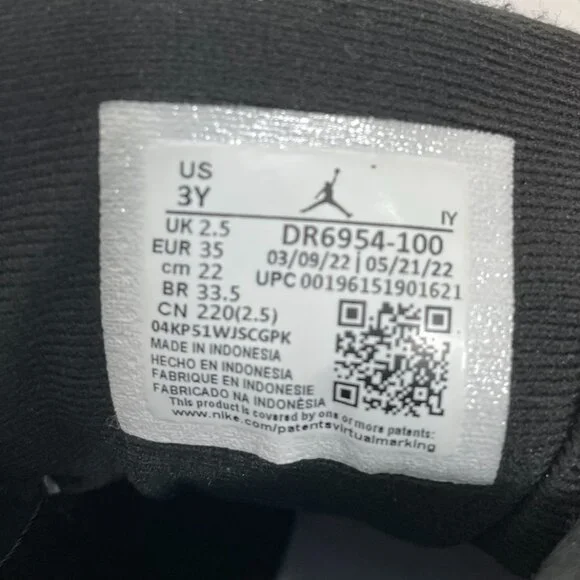 US
3Y
IY
UK 2.5
EUR 35
cm 22
BR 33.5
CN 220(2.5)
DR6954-100
03/09/22 | 05/21/22
UPC 00196151901621
04KPS1WJSCGPK
MADE IN INDONESIA
HECHO EN INDONESIA
FABRIQUE EN INDONESIE
FABRICADO NA INDONÉSIA
This product is covered by one or more patents:
www.nike.com/patentsvirtualmarking